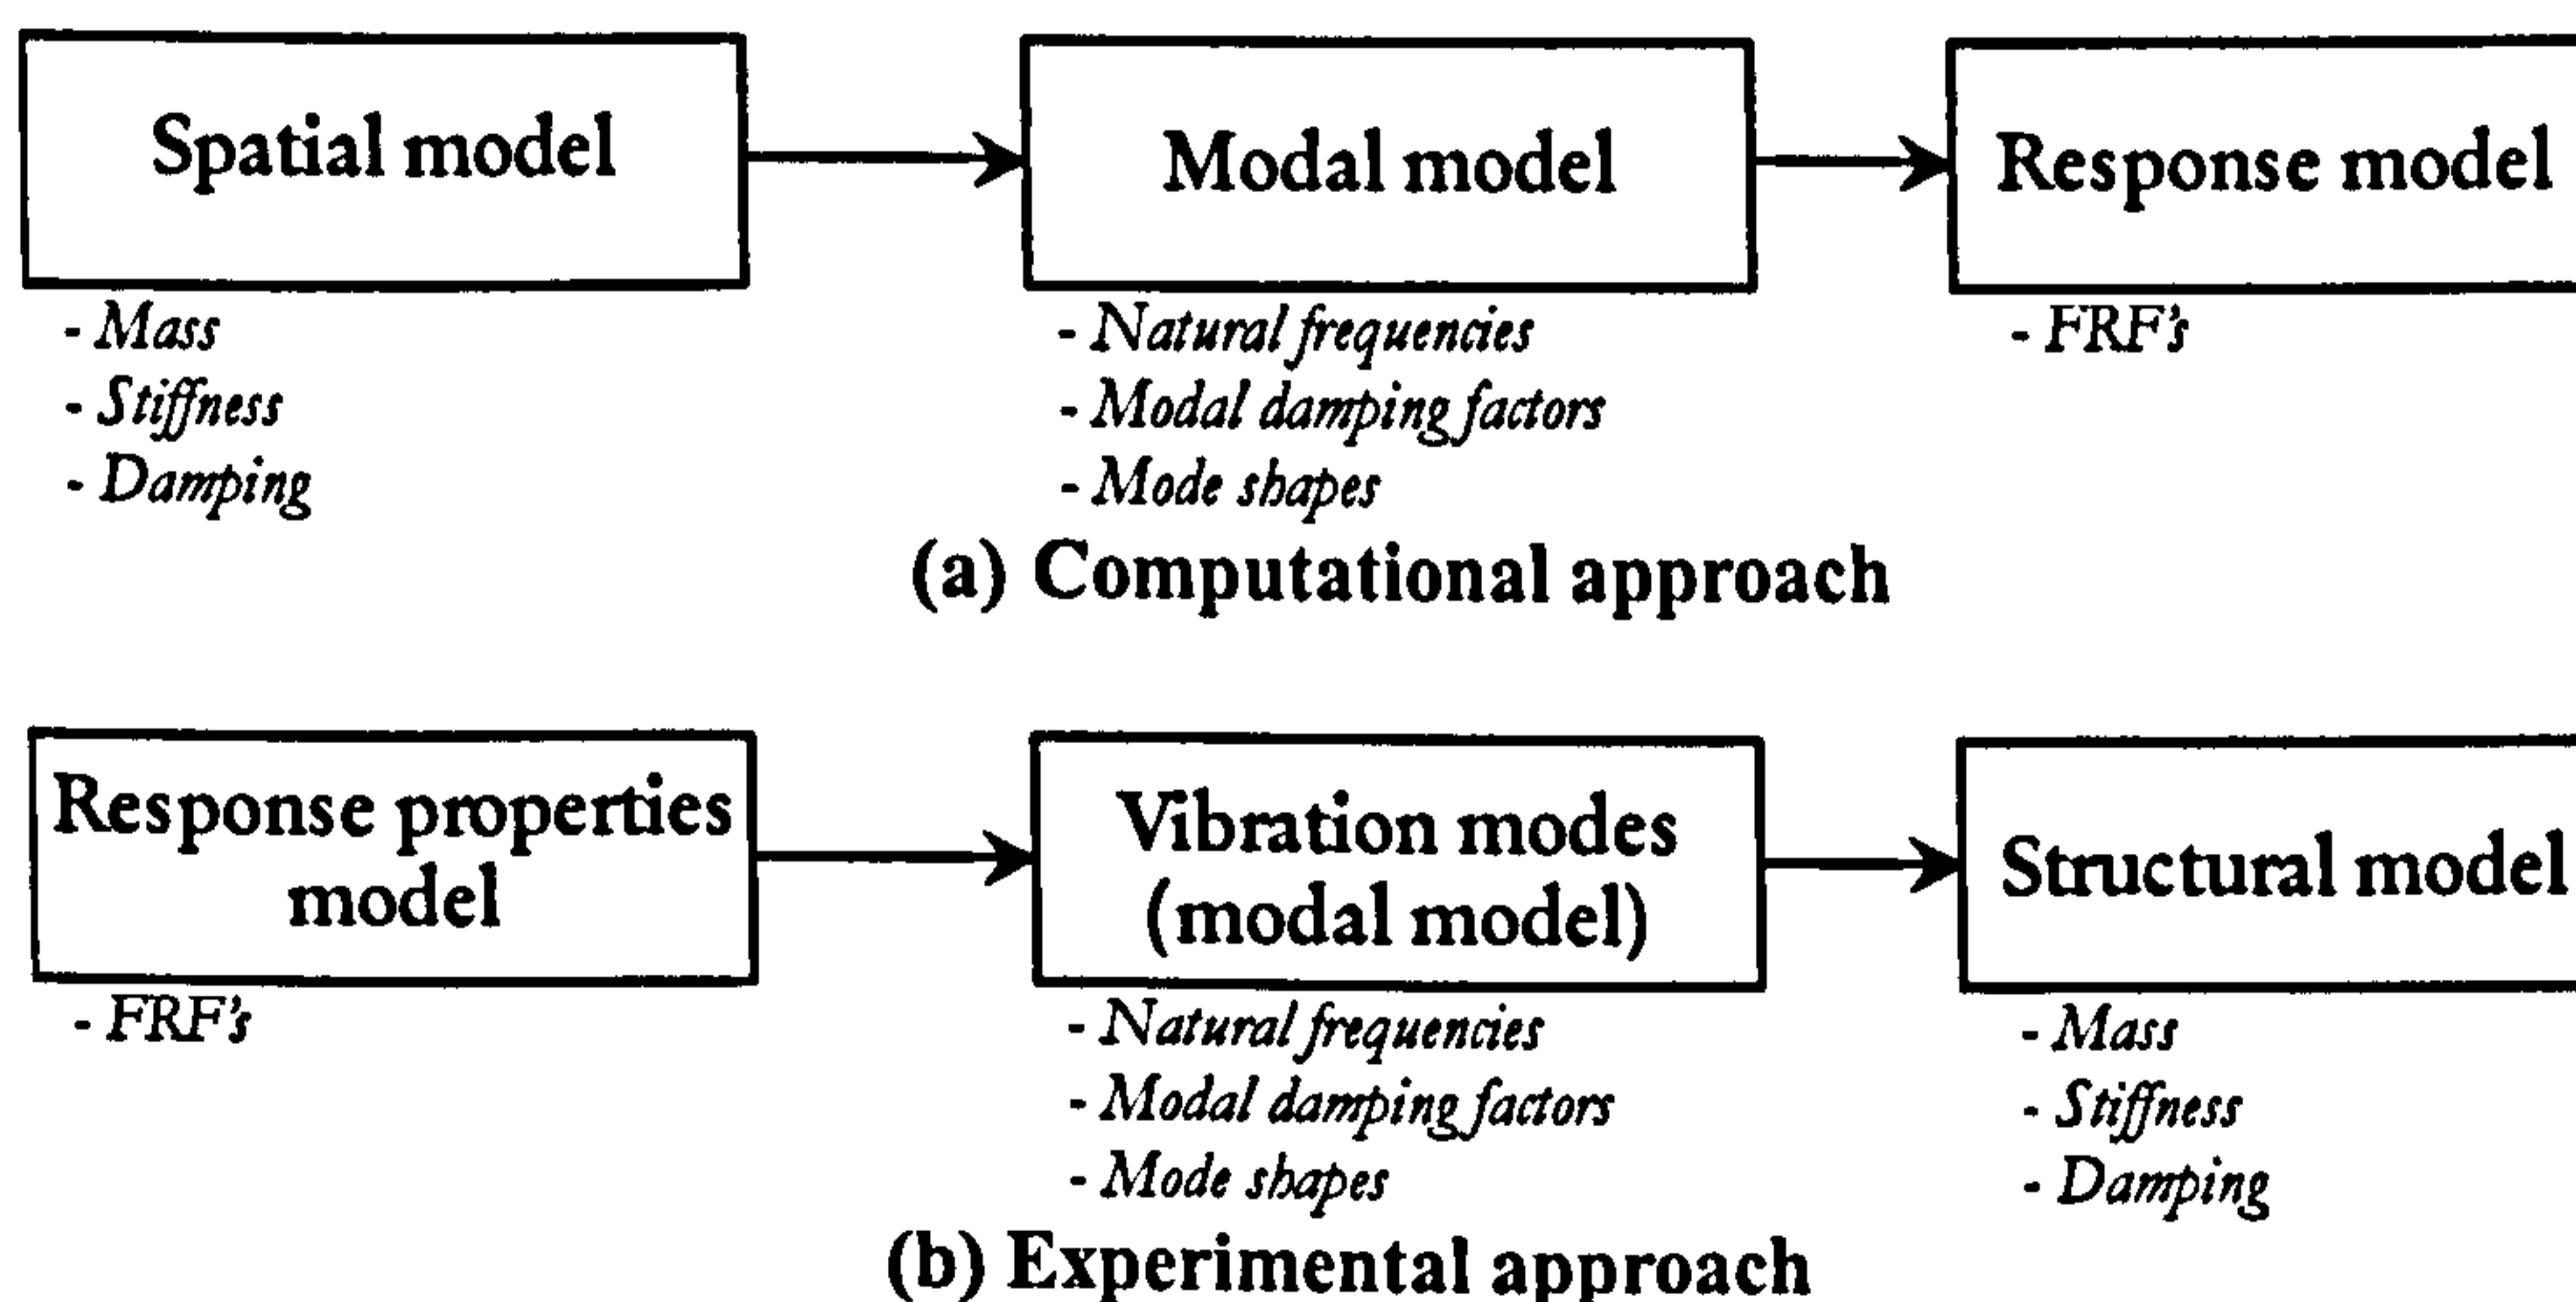 Spatial model
Modal model
Response model
- Mass
- Stiffness
- Damping
- Natural frequencies
- Modal damping factors
- Mode shapes
- FRF's
(a) Computational approach
Response properties
model
Vibration modes
(modal model)
Structural model
- FRF's
- Natural frequencies
- Modal damping factors
- Mode shapes
- Mass
- Stiffness
- Damping
(b) Experimental approach